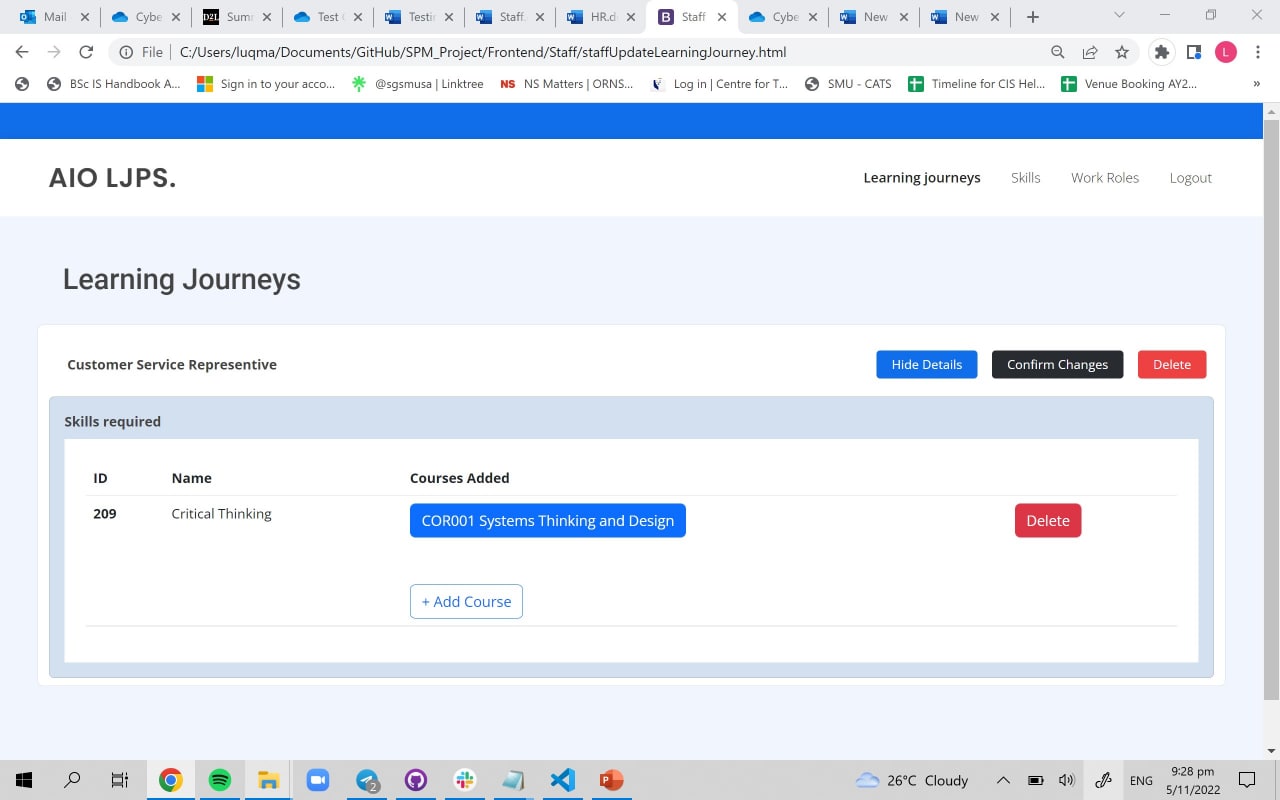 Mail
Cybe
Sumr
Test C
Testin
Staff.
HR.d
Staff
Cybe
New
New
File
C:/Users/luqma/Documents/GitHub/SPM_Project/Frontend/Staff/staffUpdateLearningJourney.html
L
BSc IS Handbook A...
Sign in to your acco...
@sgsmusa | Linktree
NS
NS Matters | ORNS...
Log in | Centre for T...
SMU - CATS
Timeline for CIS Hel...
Venue Booking AY2...
»
AIO LJPS.
Learning journeys
Skills
Work Roles
Logout
Learning Journeys
Customer Service Representive
Hide Details
Confirm Changes
Delete
Skills required
ID Name Courses Added
209 Critical Thinking COR001 Systems Thinking and Design Delete
+ Add Course
2
26°C Cloudy
ENG
9:28 pm
5/11/2022